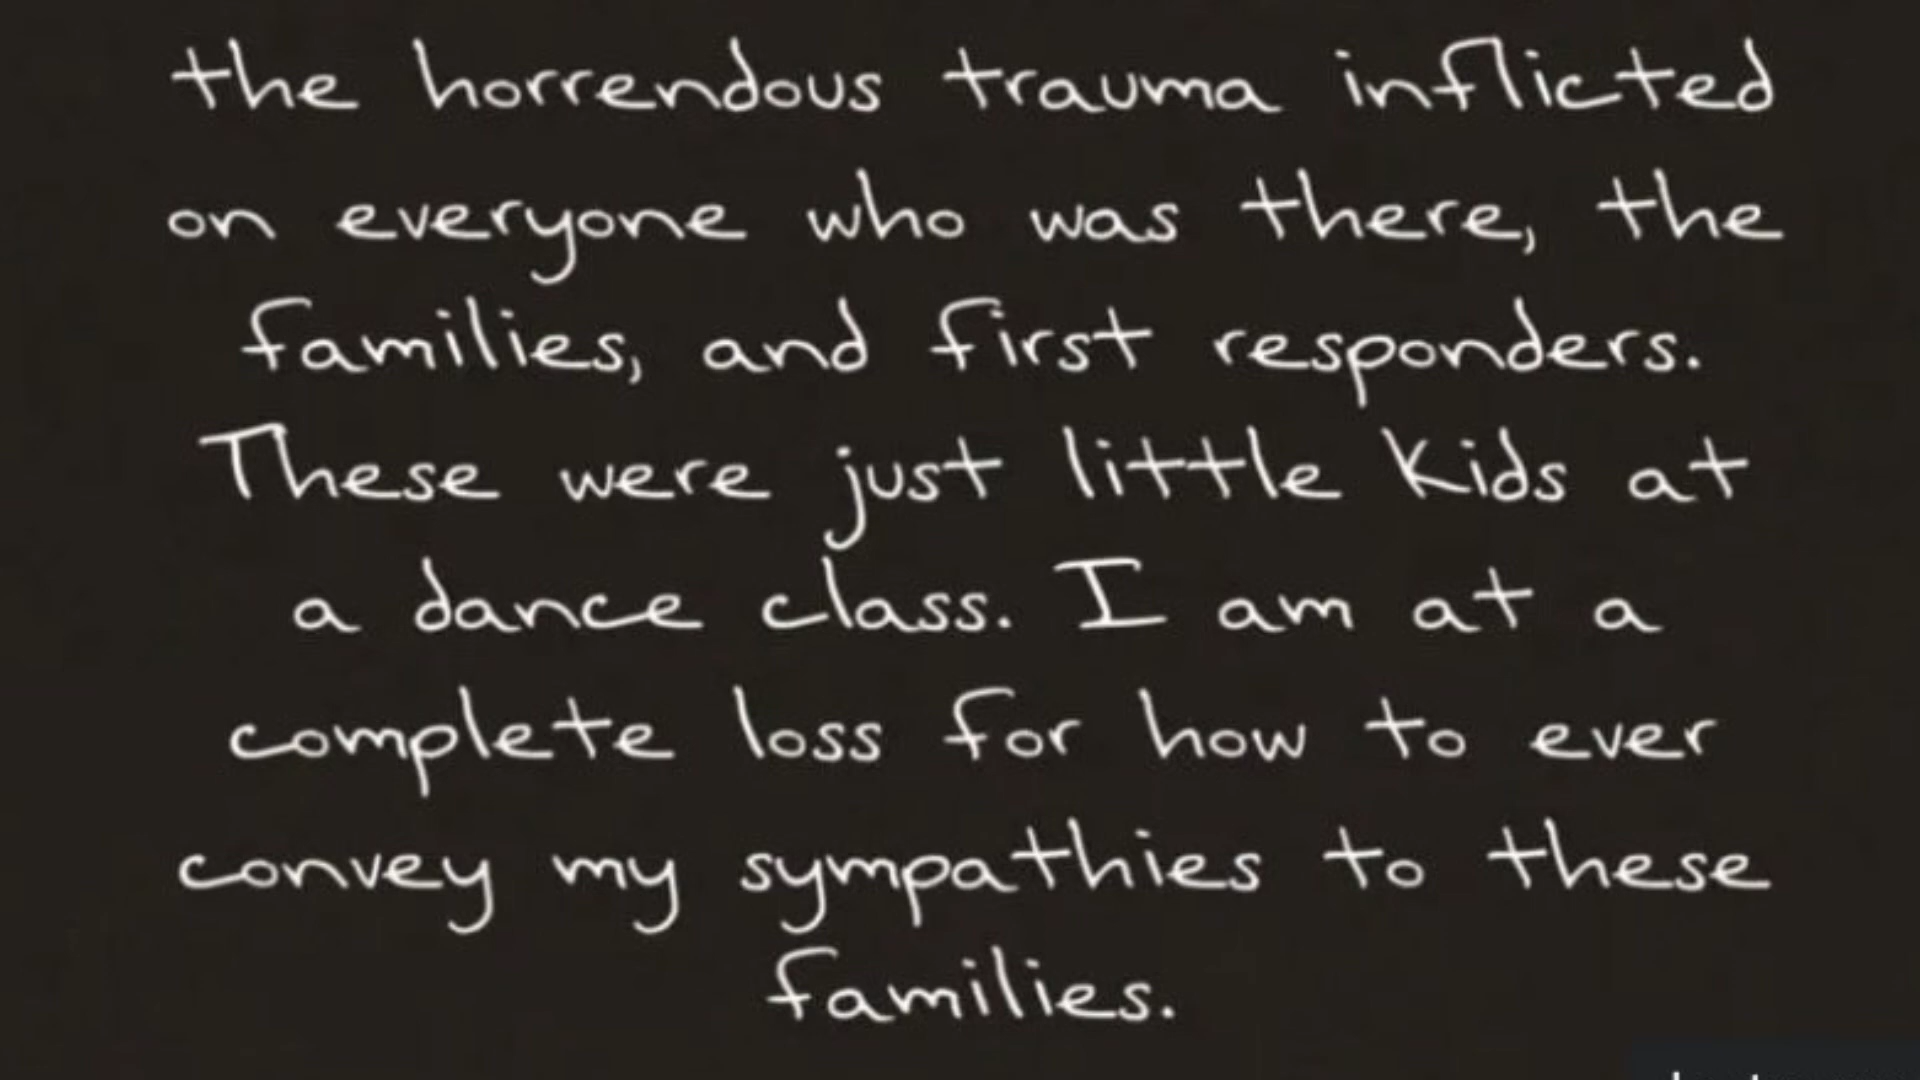 the horrendous trauma inflicted
on everyone who was there, the
families, and first responders.
These were just little kids at
a dance class. I am at a
complete loss for how to ever
convey my sympathies to these
families.